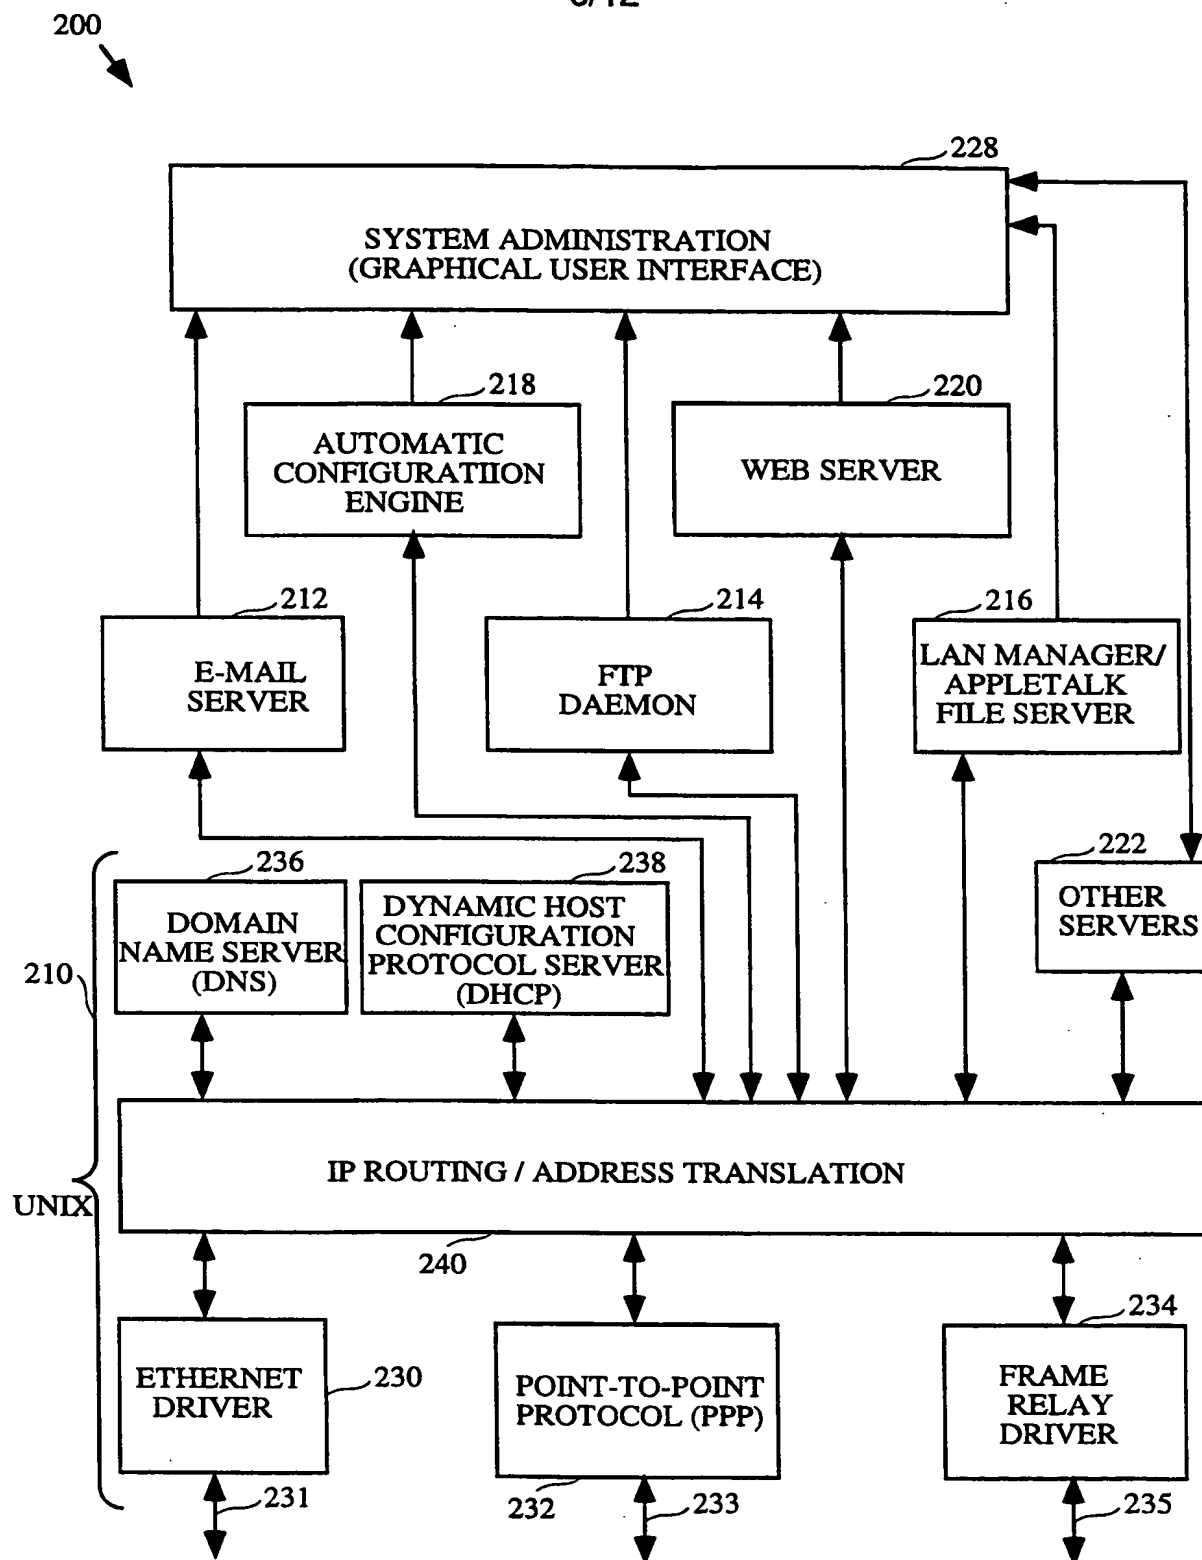 200
228
SYSTEM ADMINISTRATION
(GRAPHICAL USER INTERFACE)
218
AUTOMATIC
CONFIGURATIION
ENGINE
220
WEB SERVER
212
E-MAIL
SERVER
214
FTP
DAEMON
216
LAN MANAGER/
APPLETALK
FILE SERVER
222
OTHER
SERVERS
236
DOMAIN
NAME SERVER
(DNS)
238
DYNAMIC HOST
CONFIGURATION
PROTOCOL SERVER
(DHCP)
210
UNIX
IP ROUTING / ADDRESS TRANSLATION
240
ETHERNET
DRIVER
230
231
POINT-TO-POINT
PROTOCOL (PPP)
232
233
234
FRAME
RELAY
DRIVER
235